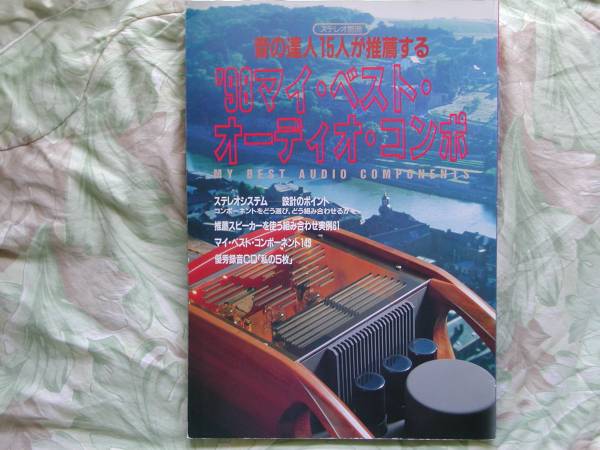 ステレオ別冊
音の達人15人が推薦する
'98マイ・ベスト・
オーディオ・コンポ
MY BEST AUDIO COMPONENTS
ステレオシステム 設計のポイント
コンポーネントをどう選び、どう組み合わせるか
推薦スピーカーを使う組み合わせ実例61
マイ・ベスト・コンポーネント149
優秀録音CD「私の5枚」